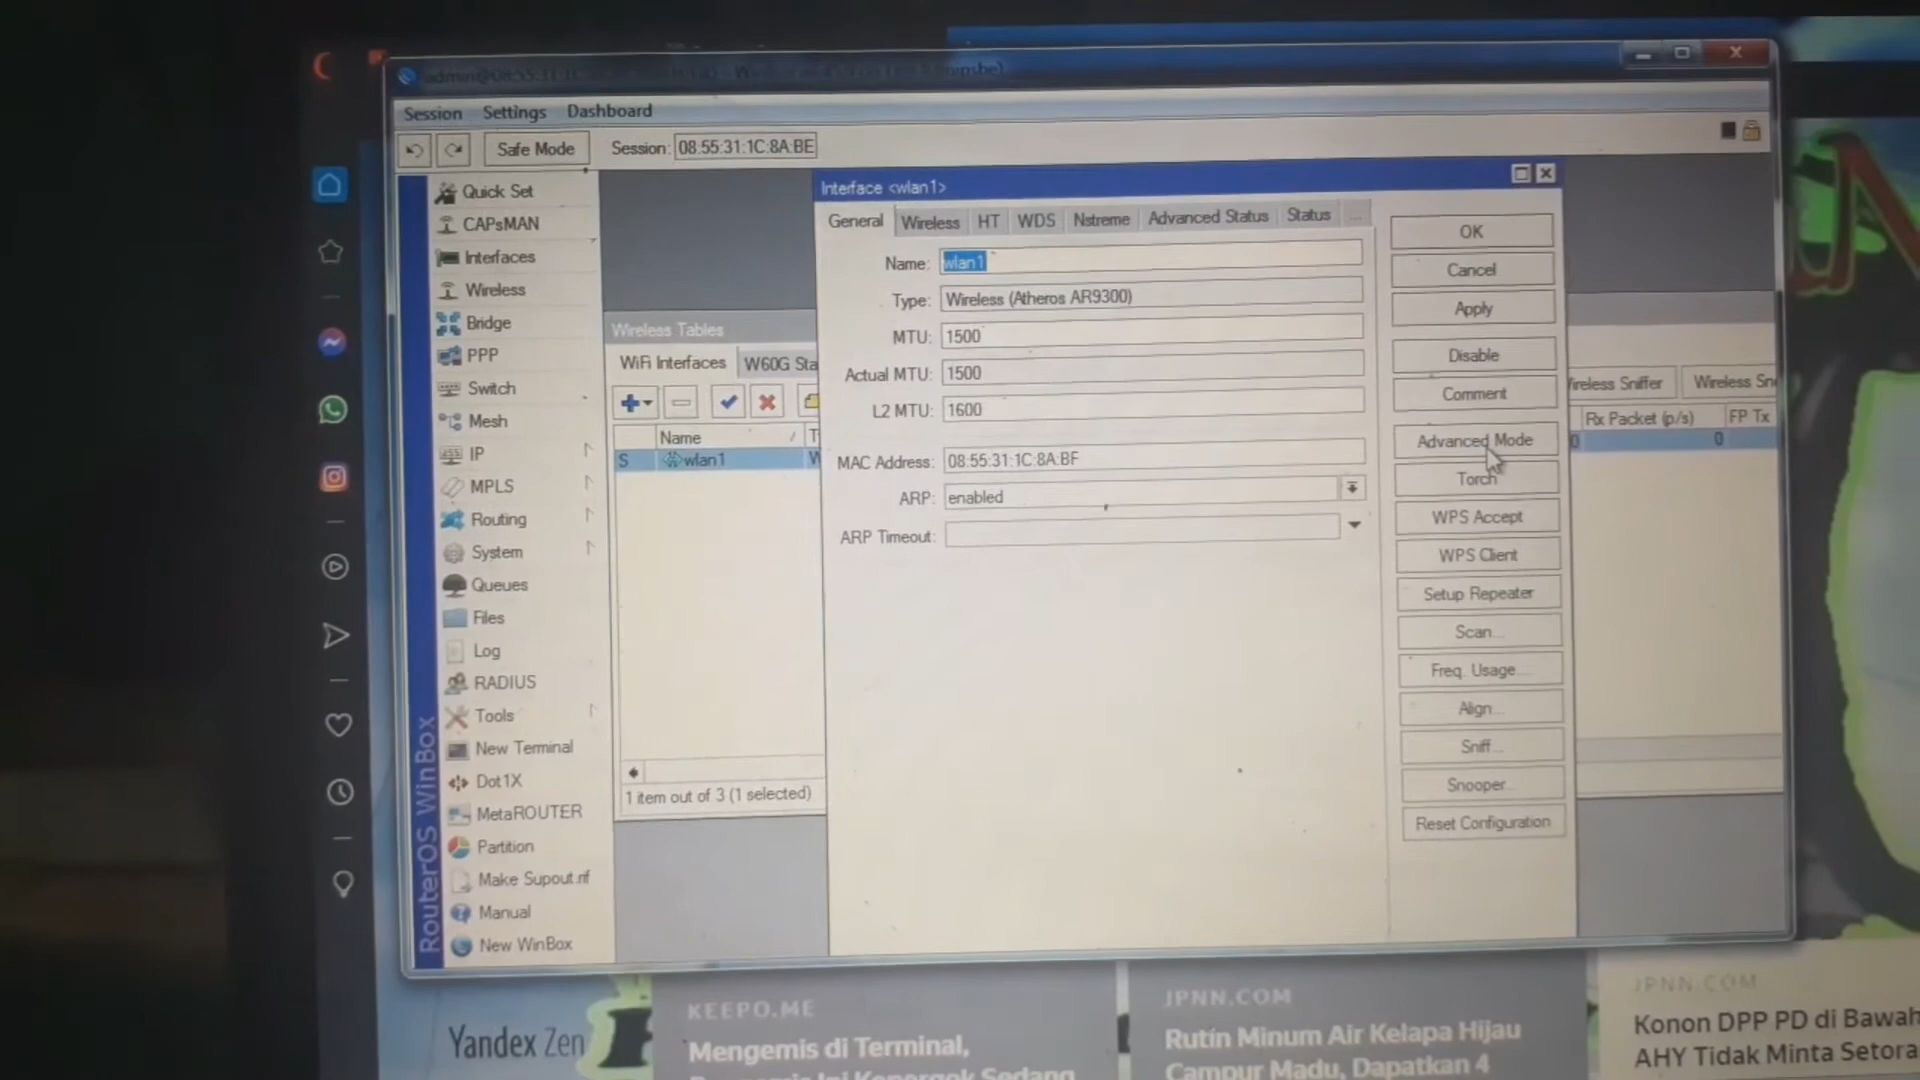 Session Settings Dashboard
Safe Mode Session: 08:55:31:1C:8A:BE
Quick Set
CAPsMAN
Interfaces
Wireless
Bridge
PPP
Switch
Mesh
IP
MPLS
Routing
System
Queues
Files
Log
RADIUS
Tools
New Terminal
Dot1X
MetaROUTER
Partition
Make Supout.rif
Manual
New WinBox
RouterOS WinBox
Wireless Tables
WiFi Interfaces W60G Sta
Name
S wlan1
1 item out of 3 (1 selected)
Interface <wlan1>
General Wireless HT WDS Nstreme Advanced Status Status ...
Name: wlan1
Type: Wireless (Atheros AR9300)
MTU: 1500
Actual MTU: 1500
L2 MTU: 1600
MAC Address: 08:55:31:1C:8A:BF
ARP: enabled
ARP Timeout:
OK
Cancel
Apply
Disable
Comment
Advanced Mode
Torch
WPS Accept
WPS Client
Setup Repeater
Scan...
Freq. Usage...
Align...
Sniff...
Snooper...
Reset Configuration
ireless Sniffer Wireless Sn
Rx Packet (p/s) FP Tx
0 0
Yandex Zen
KEEPO.ME
Mengemis di Terminal,
JPNN.COM
Rutin Minum Air Kelapa Hijau
Campur Madu, Dapatkan 4
JPNN.COM
Konon DPP PD di Bawah
AHY Tidak Minta Setora